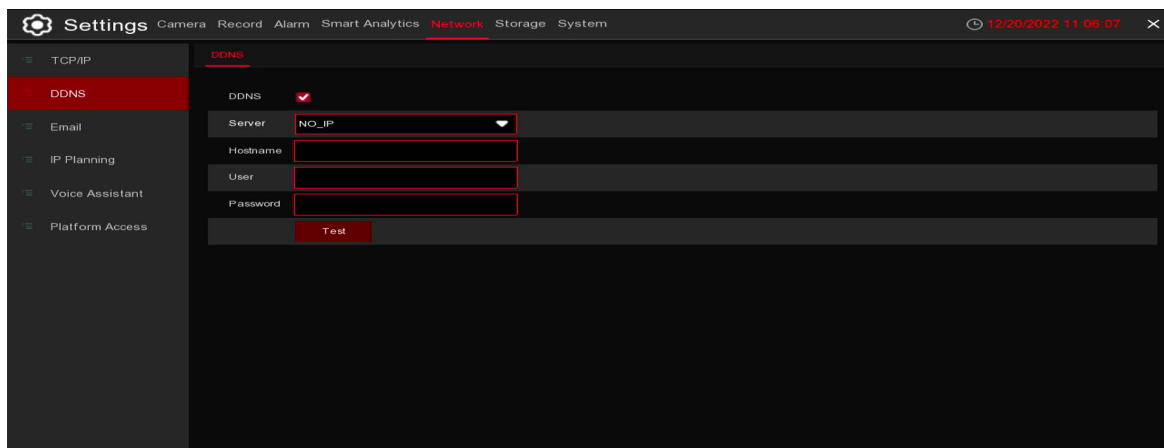 Settings Camera Record Alarm Smart Analytics Network Storage System 12/20/2022 11:06:07
TCP/IP
DDNS
Email
IP Planning
Voice Assistant
Platform Access
DDNS
DDNS
Server NO_IP
Hostname
User
Password
Test